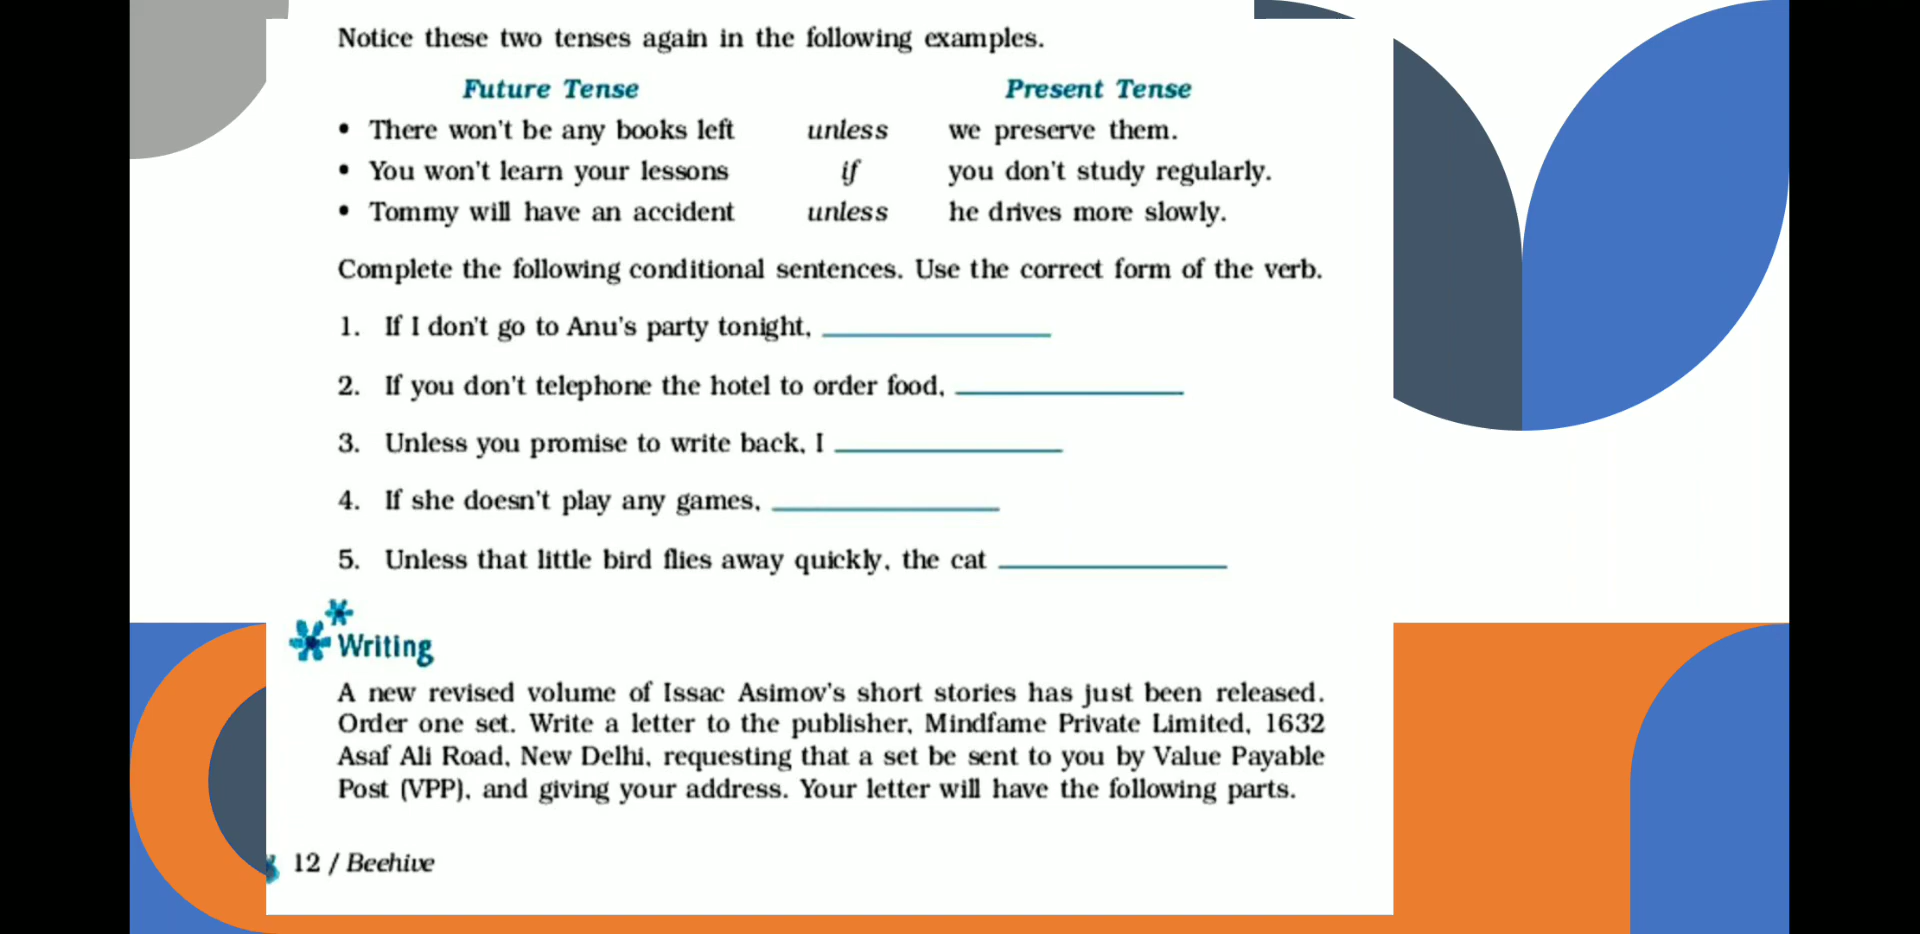 Notice these two tenses again in the following examples.
Future Tense Present Tense
• There won't be any books left unless we preserve them.
• You won't learn your lessons if you don't study regularly.
• Tommy will have an accident unless he drives more slowly.
Complete the following conditional sentences. Use the correct form of the verb.
1. If I don't go to Anu's party tonight, ____________
2. If you don't telephone the hotel to order food, ____________
3. Unless you promise to write back, I ____________
4. If she doesn't play any games, ____________
5. Unless that little bird flies away quickly, the cat ____________
Writing
A new revised volume of Issac Asimov's short stories has just been released.
Order one set. Write a letter to the publisher, Mindfame Private Limited, 1632
Asaf Ali Road, New Delhi, requesting that a set be sent to you by Value Payable
Post (VPP), and giving your address. Your letter will have the following parts.
12 / Beehive